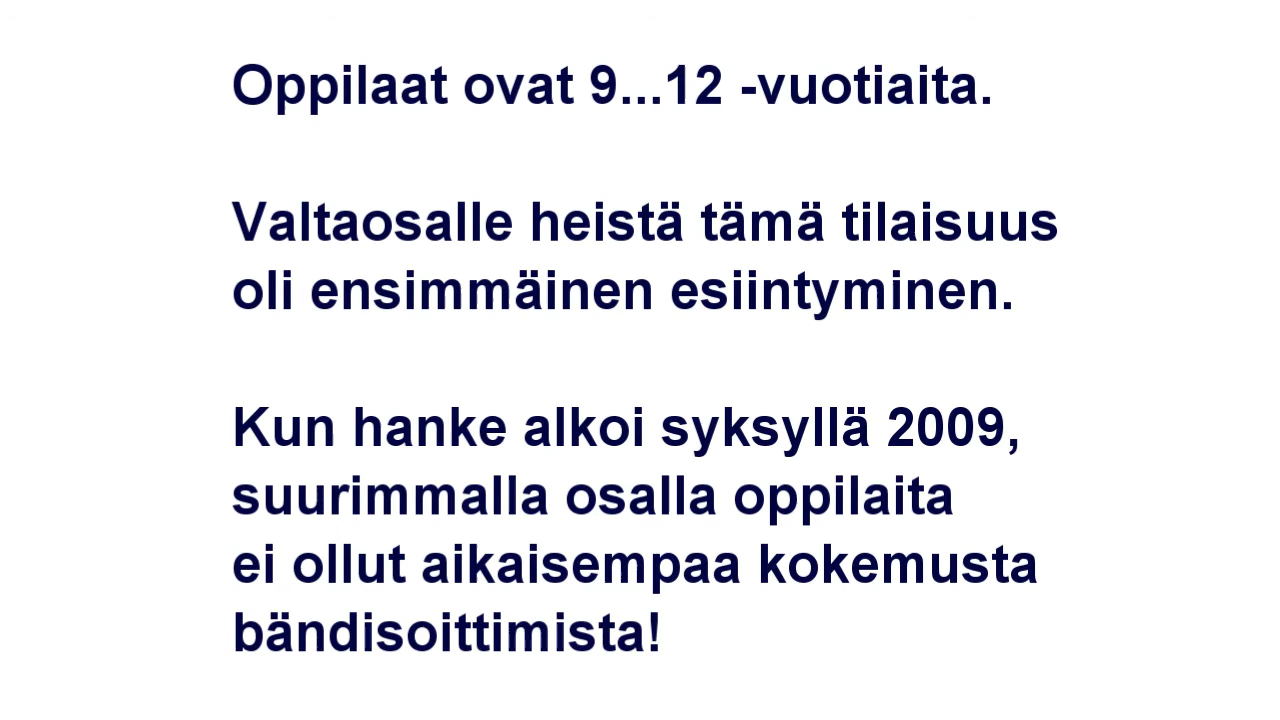 Oppilaat ovat 9...12 -vuotiaita.
Valtaosalle heistä tämä tilaisuus
oli ensimmäinen esiintyminen.
Kun hanke alkoi syksyllä 2009,
suurimmalla osalla oppilaita
ei ollut aikaisempaa kokemusta
bändisoittimista!